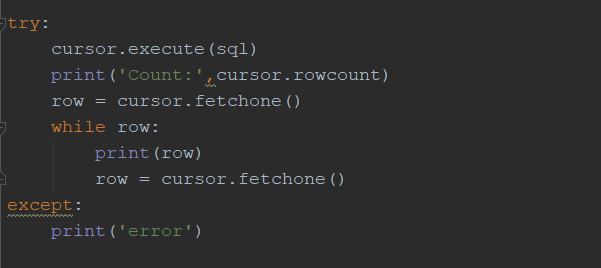 try:
    cursor.execute(sql)
    print('Count:',cursor.rowcount)
    row = cursor.fetchone()
    while row:
        print(row)
        row = cursor.fetchone()
except:
    print('error')